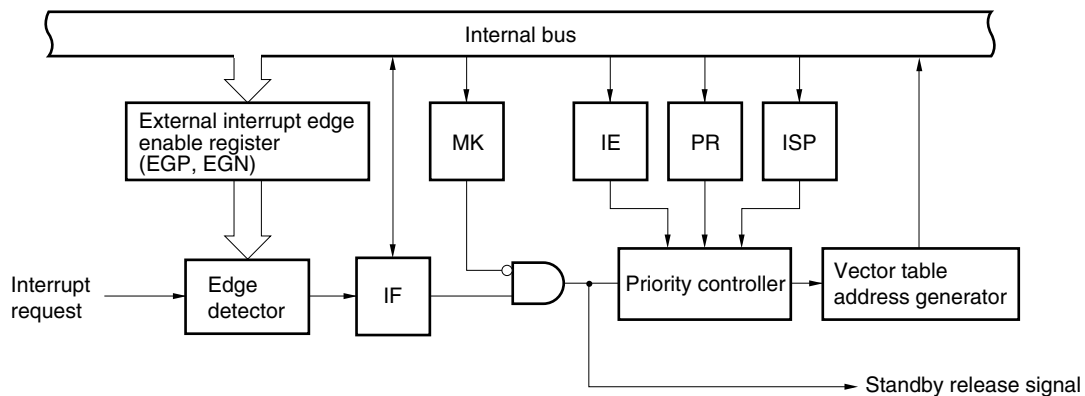 Internal bus
External interrupt edge
enable register
(EGP, EGN)
MK
IE
PR
ISP
Interrupt
request
Edge
detector
IF
Priority controller
Vector table
address generator
Standby release signal